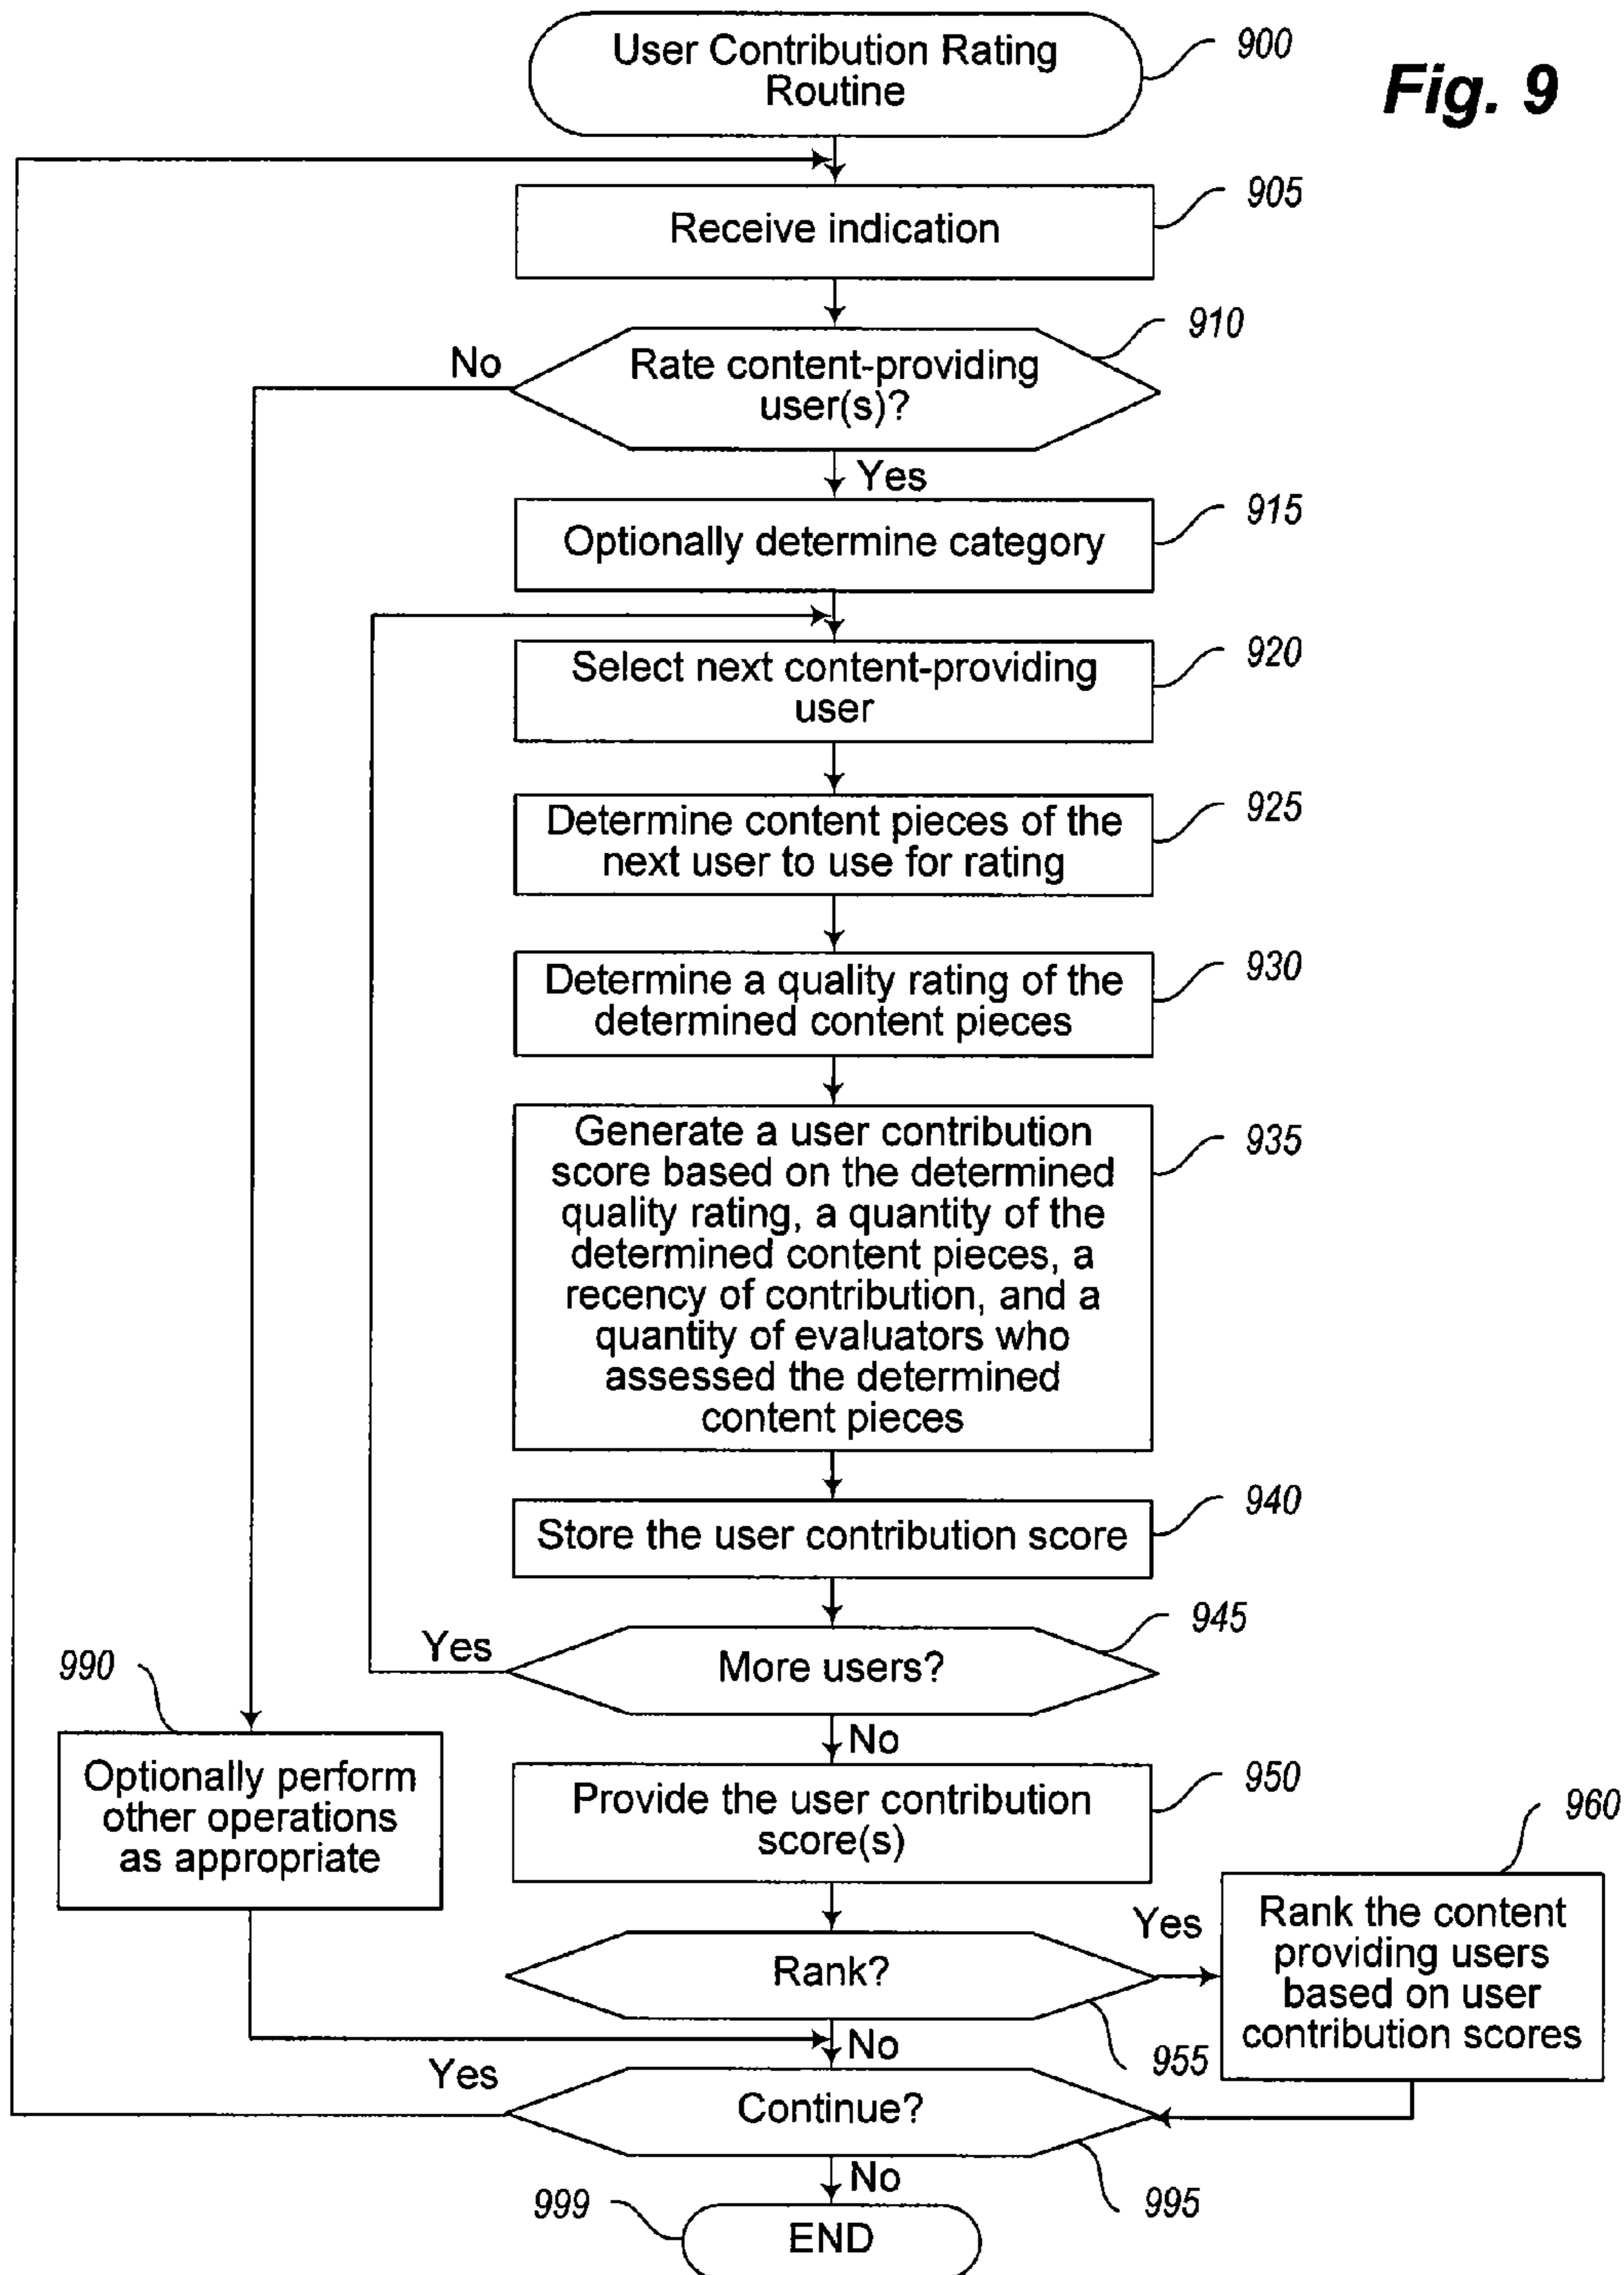 User Contribution Rating
Routine
900
Fig. 9
Receive indication
905
Rate content-providing
user(s)?
910
No
Yes
Optionally determine category
915
Select next content-providing
user
920
Determine content pieces of the
next user to use for rating
925
Determine a quality rating of the
determined content pieces
930
Generate a user contribution
score based on the determined
quality rating, a quantity of the
determined content pieces, a
recency of contribution, and a
quantity of evaluators who
assessed the determined
content pieces
935
Store the user contribution score
940
More users?
945
Yes
No
990
Optionally perform
other operations
as appropriate
Provide the user contribution
score(s)
950
Rank?
955
Yes
No
960
Rank the content
providing users
based on user
contribution scores
Continue?
995
Yes
No
999
END